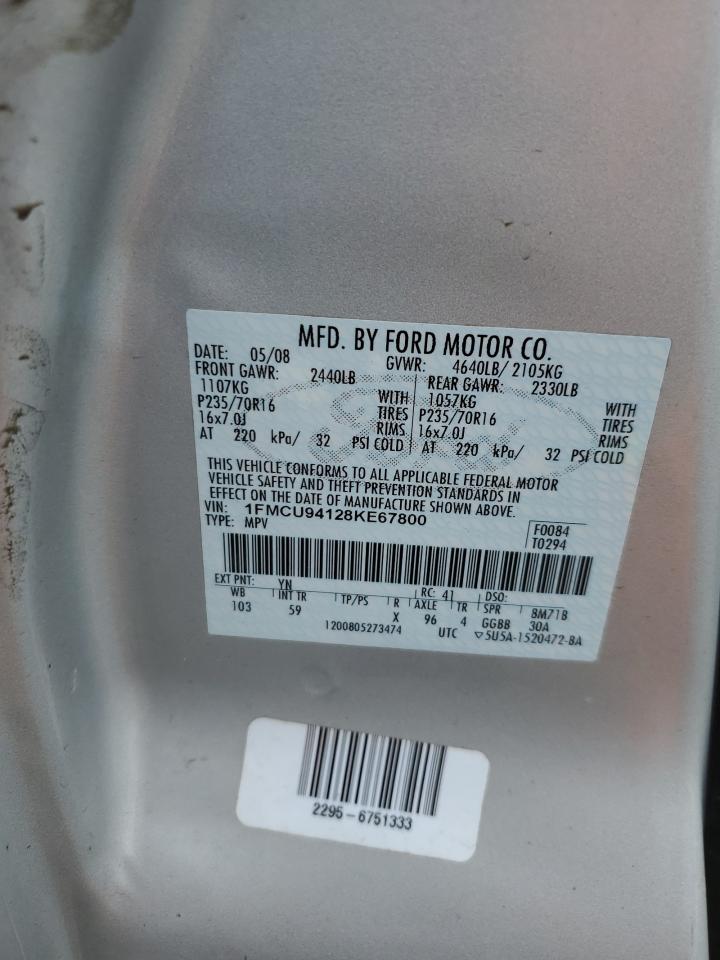 MFD. BY FORD MOTOR CO.
DATE: 05/08 GVWR: 4640LB/ 2105KG
FRONT GAWR: 2440LB REAR GAWR: 2330LB
1107KG WITH 1057KG WITH
P235/70R16 TIRES P235/70R16 TIRES
16x7.0J RIMS 16x7.0J RIMS
AT 220 kPa/ 32 PSI COLD AT 220 kPa/ 32 PSI COLD
THIS VEHICLE CONFORMS TO ALL APPLICABLE FEDERAL MOTOR
VEHICLE SAFETY AND THEFT PREVENTION STANDARDS IN
EFFECT ON THE DATE OF MANUFACTURE SHOWN ABOVE.
VIN: 1FMCU94128KE67800
TYPE: MPV F0084
T0294
EXT PNT: YN RC: 41 DSO:
WB INT TR TP/PS R AXLE TR SPR 8M71B
103 59 X 96 4 GGBB 30A
1200805273474 UTC ▽5U5A-1520472-BA
2295-6751333